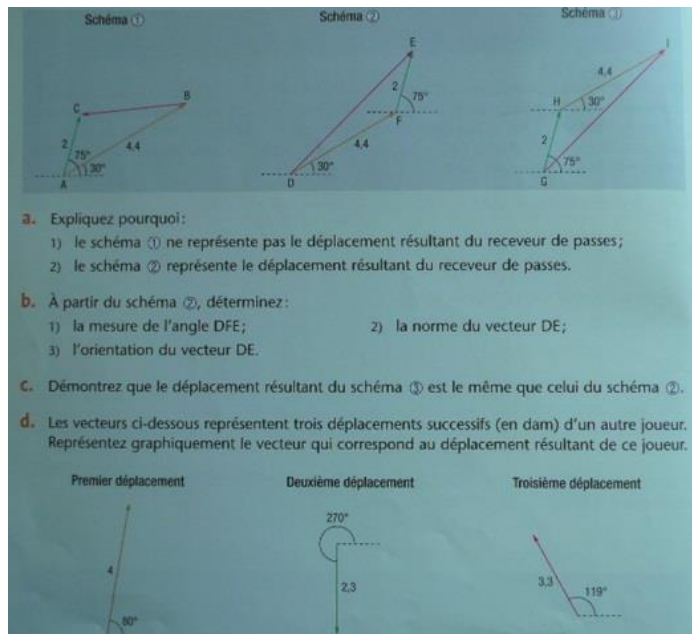 Schéma ① Schéma ② Schéma ③
C B 2 75° 30° 4,4 A
E 2 75° F 4,4 30° D
I 4,4 H 30° 2 75° G
a. Expliquez pourquoi :
1) le schéma ① ne représente pas le déplacement résultant du receveur de passes;
2) le schéma ② représente le déplacement résultant du receveur de passes.
b. À partir du schéma ②, déterminez :
1) la mesure de l'angle DFE; 2) la norme du vecteur DE;
3) l'orientation du vecteur DE.
c. Démontrez que le déplacement résultant du schéma ③ est le même que celui du schéma ②.
d. Les vecteurs ci-dessous représentent trois déplacements successifs (en dam) d'un autre joueur.
Représentez graphiquement le vecteur qui correspond au déplacement résultant de ce joueur.
Premier déplacement Deuxième déplacement Troisième déplacement
4 80°
270° 2,3
3,3 119°